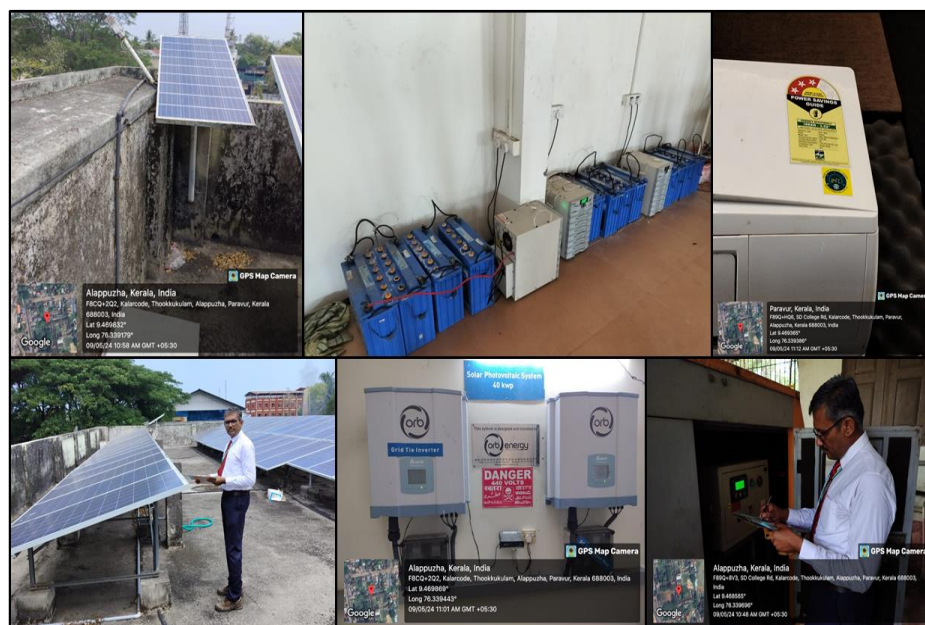 GPS Map Camera
Alappuzha, Kerala, India
F8CQ+2Q2, Kalarcode, Thookkukulam, Alappuzha, Paravur, Kerala
688003, India
Lat 9.469832°
Long 76.339179°
09/05/24 10:58 AM GMT +05:30
Google
POWER SAVINGS
GUIDE
GPS Map Camera
Paravur, Kerala, India
F89Q+HQ6, SD College Rd, Kalarcode, Thookkukulam, Paravur,
Alappuzha, Kerala 688003, India
Lat 9.469365°
Long 76.339386°
09/05/24 11:12 AM GMT +05:30
Google
Solar Photovoltaic System
40 kwp
orb
Grid Tie Inverter
orb energy
DANGER
440 VOLTS
orb
GPS Map Camera
Alappuzha, Kerala, India
F8CQ+2Q2, Kalarcode, Thookkukulam, Alappuzha, Paravur, Kerala 688003, India
Lat 9.469869°
Long 76.339443°
09/05/24 11:01 AM GMT +05:30
Google
GPS Map Camera
Alappuzha, Kerala, India
F89Q+8V3, SD College Rd, Kalarcode, Thookkukulam, Alappuzha, Paravur, Kerala 688003,
India
Lat 9.468565°
Long 76.339696°
09/05/24 10:48 AM GMT +05:30
Google